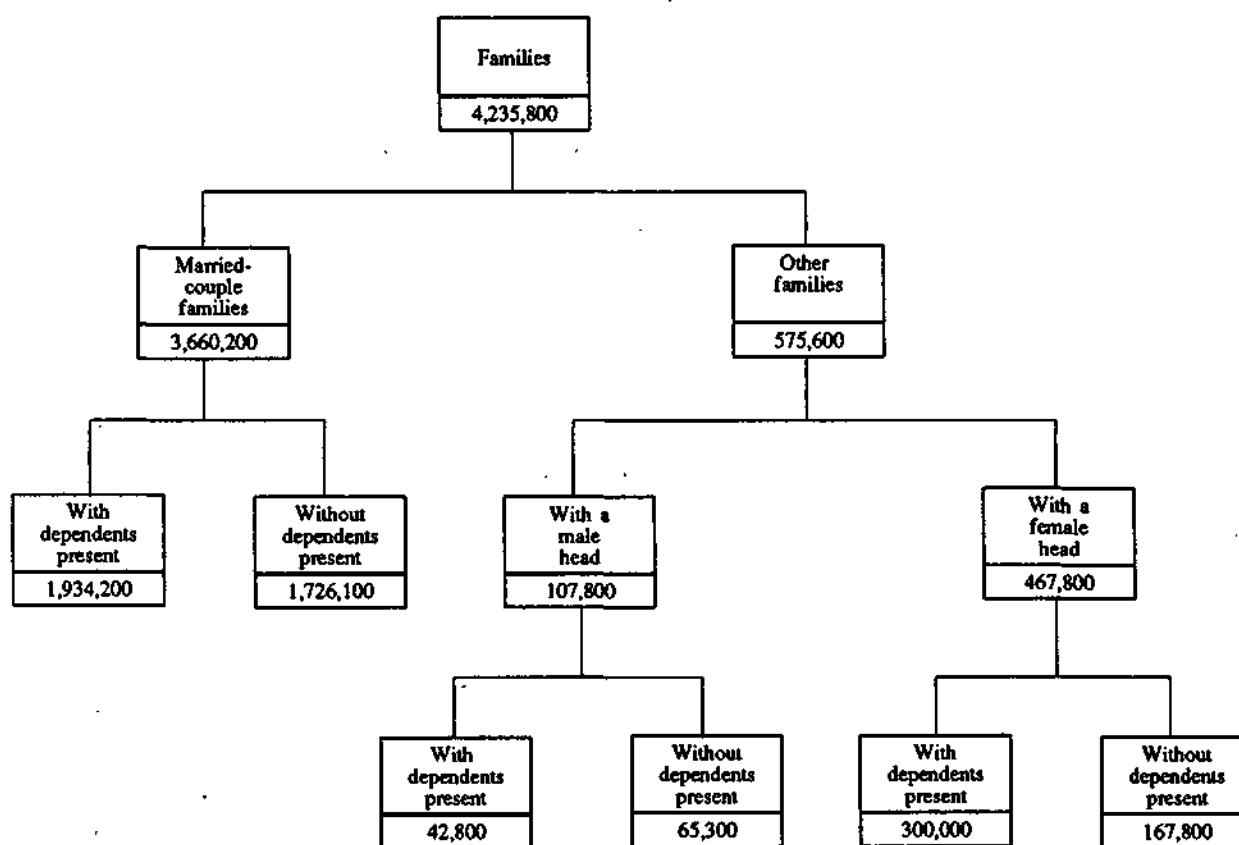 Families
4,235,800
Married-
couple
families
3,660,200
Other
families
575,600
With
dependents
present
1,934,200
Without
dependents
present
1,726,100
With a
male
head
107,800
With a
female
head
467,800
With
dependents
present
42,800
Without
dependents
present
65,300
With
dependents
present
300,000
Without
dependents
present
167,800